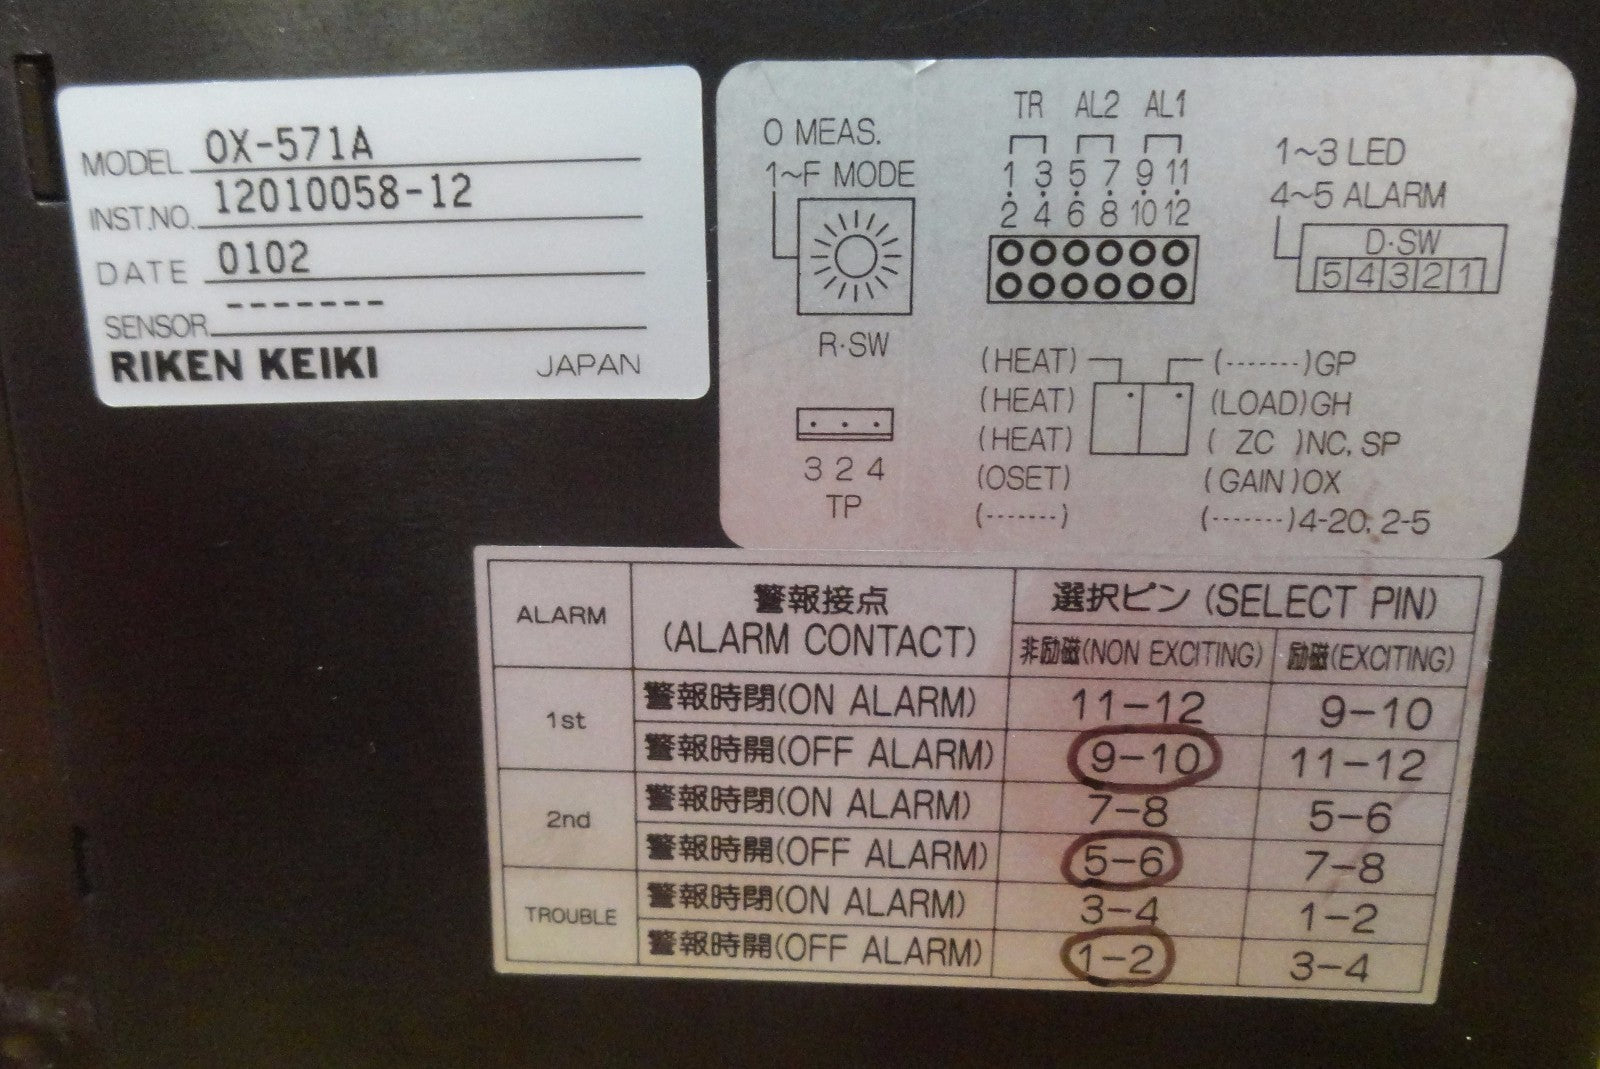 MODEL OX-571A
INST.NO. 12010058-12
DATE 0102
SENSOR -------
RIKEN KEIKI JAPAN
0 MEAS.
1~F MODE
R·SW
3 2 4
TP
TR AL2 AL1
1 3 5 7 9 11
2 4 6 8 10 12
1~3 LED
4~5 ALARM
D·SW
5 4 3 2 1
(HEAT) (-------)GP
(HEAT) (LOAD)GH
(HEAT) ( ZC )NC, SP
(OSET) (GAIN)OX
(-------) (-------)4-20, 2-5
ALARM 警報接点 (ALARM CONTACT) 選択ピン (SELECT PIN)
非励磁(NON EXCITING) 励磁(EXCITING)
1st 警報時閉(ON ALARM) 11-12 9-10
警報時開(OFF ALARM) 9-10 11-12
2nd 警報時閉(ON ALARM) 7-8 5-6
警報時開(OFF ALARM) 5-6 7-8
TROUBLE 警報時閉(ON ALARM) 3-4 1-2
警報時開(OFF ALARM) 1-2 3-4